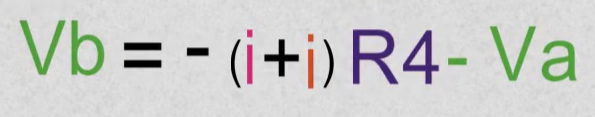 Vb = - (i+i) R4- Va